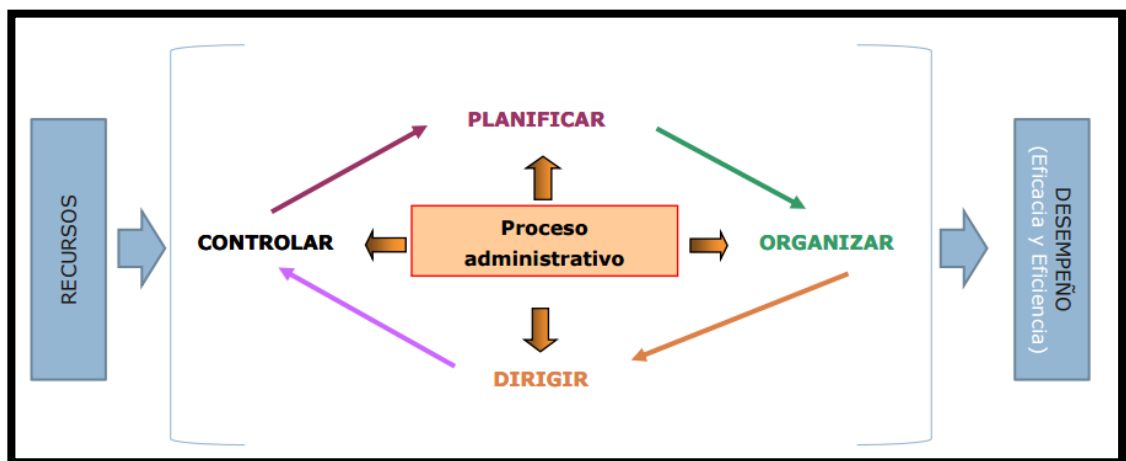 RECURSOS
PLANIFICAR
CONTROLAR
Proceso
administrativo
ORGANIZAR
DIRIGIR
DESEMPEÑO
(Eficacia y Eficiencia)